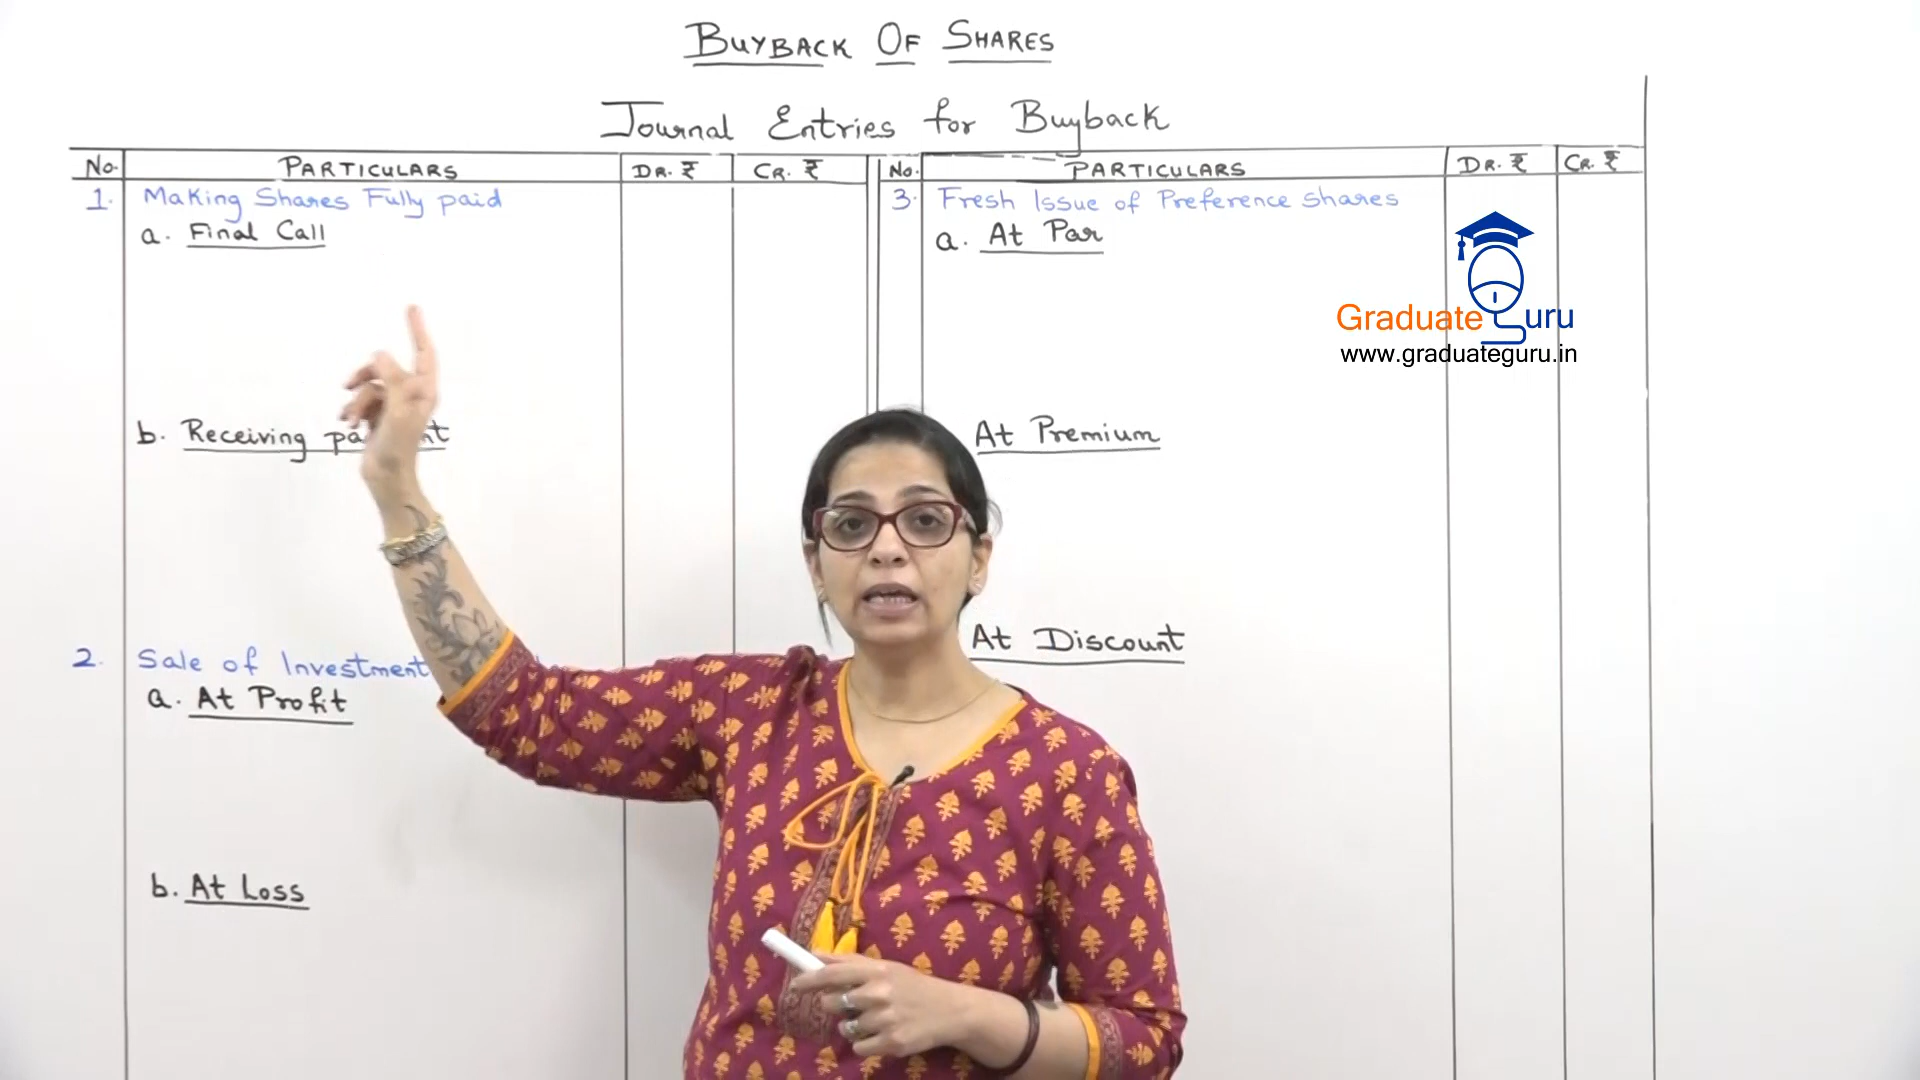 BUYBACK OF SHARES
Journal Entries for Buyback
No. PARTICULARS DR. ₹ CR. ₹
1. Making Shares Fully paid
a. Final Call
b. Receiving
2. Sale of Investment
a. At Profit
b. At Loss
No. PARTICULARS DR. ₹ CR. ₹
3. Fresh Issue of Preference shares
a. At Par
At Premium
At Discount
Graduate Guru
www.graduateguru.in